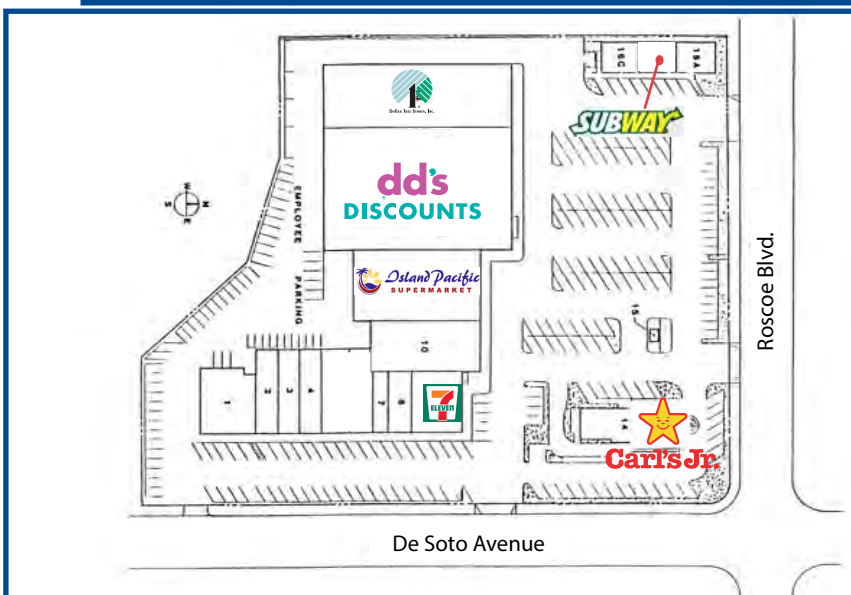 16C
16A
SUBWAY
1
Dollar Tree Stores, Inc.
dd's
DISCOUNTS
N
S
E
W
EMPLOYEE PARKING
Island Pacific
SUPERMARKET
Roscoe Blvd.
15
10
1
2
3
4
7
8
7
ELEVEN
14
Carl's Jr.
De Soto Avenue